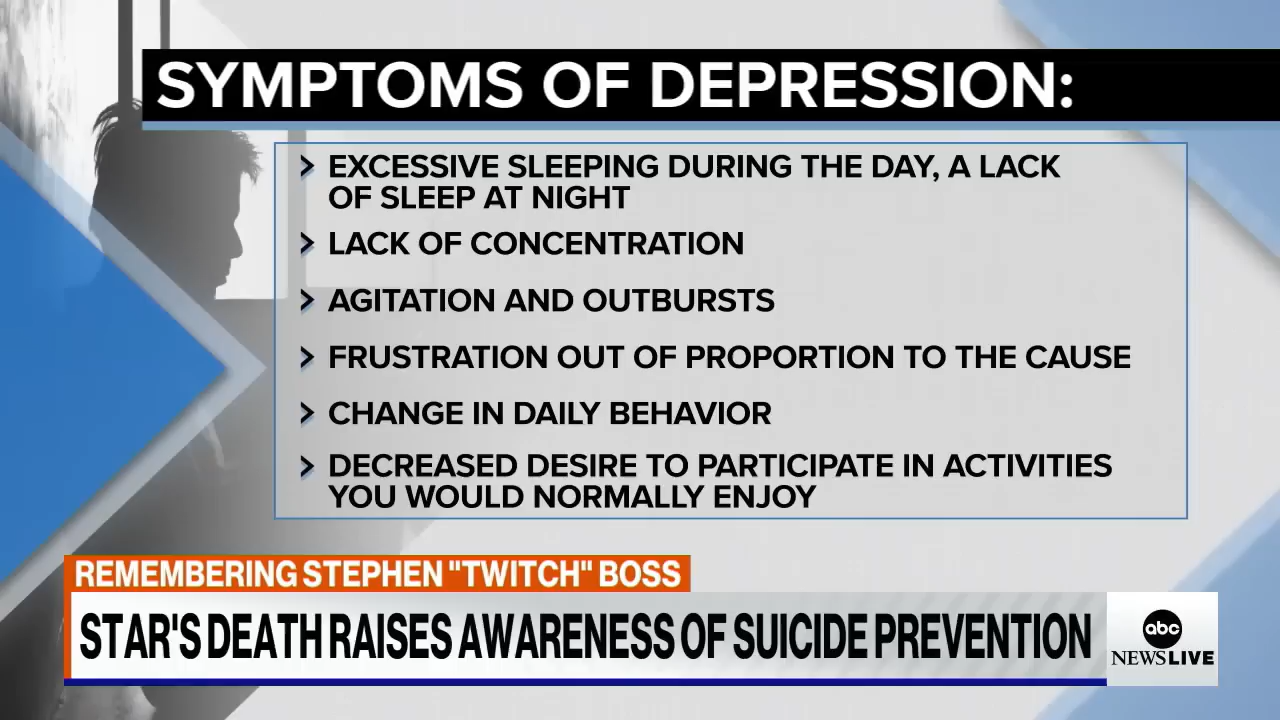 SYMPTOMS OF DEPRESSION:
> EXCESSIVE SLEEPING DURING THE DAY, A LACK
OF SLEEP AT NIGHT
> LACK OF CONCENTRATION
> AGITATION AND OUTBURSTS
> FRUSTRATION OUT OF PROPORTION TO THE CAUSE
> CHANGE IN DAILY BEHAVIOR
> DECREASED DESIRE TO PARTICIPATE IN ACTIVITIES
YOU WOULD NORMALLY ENJOY
REMEMBERING STEPHEN "TWITCH" BOSS
STAR'S DEATH RAISES AWARENESS OF SUICIDE PREVENTION
abc
NEWS LIVE